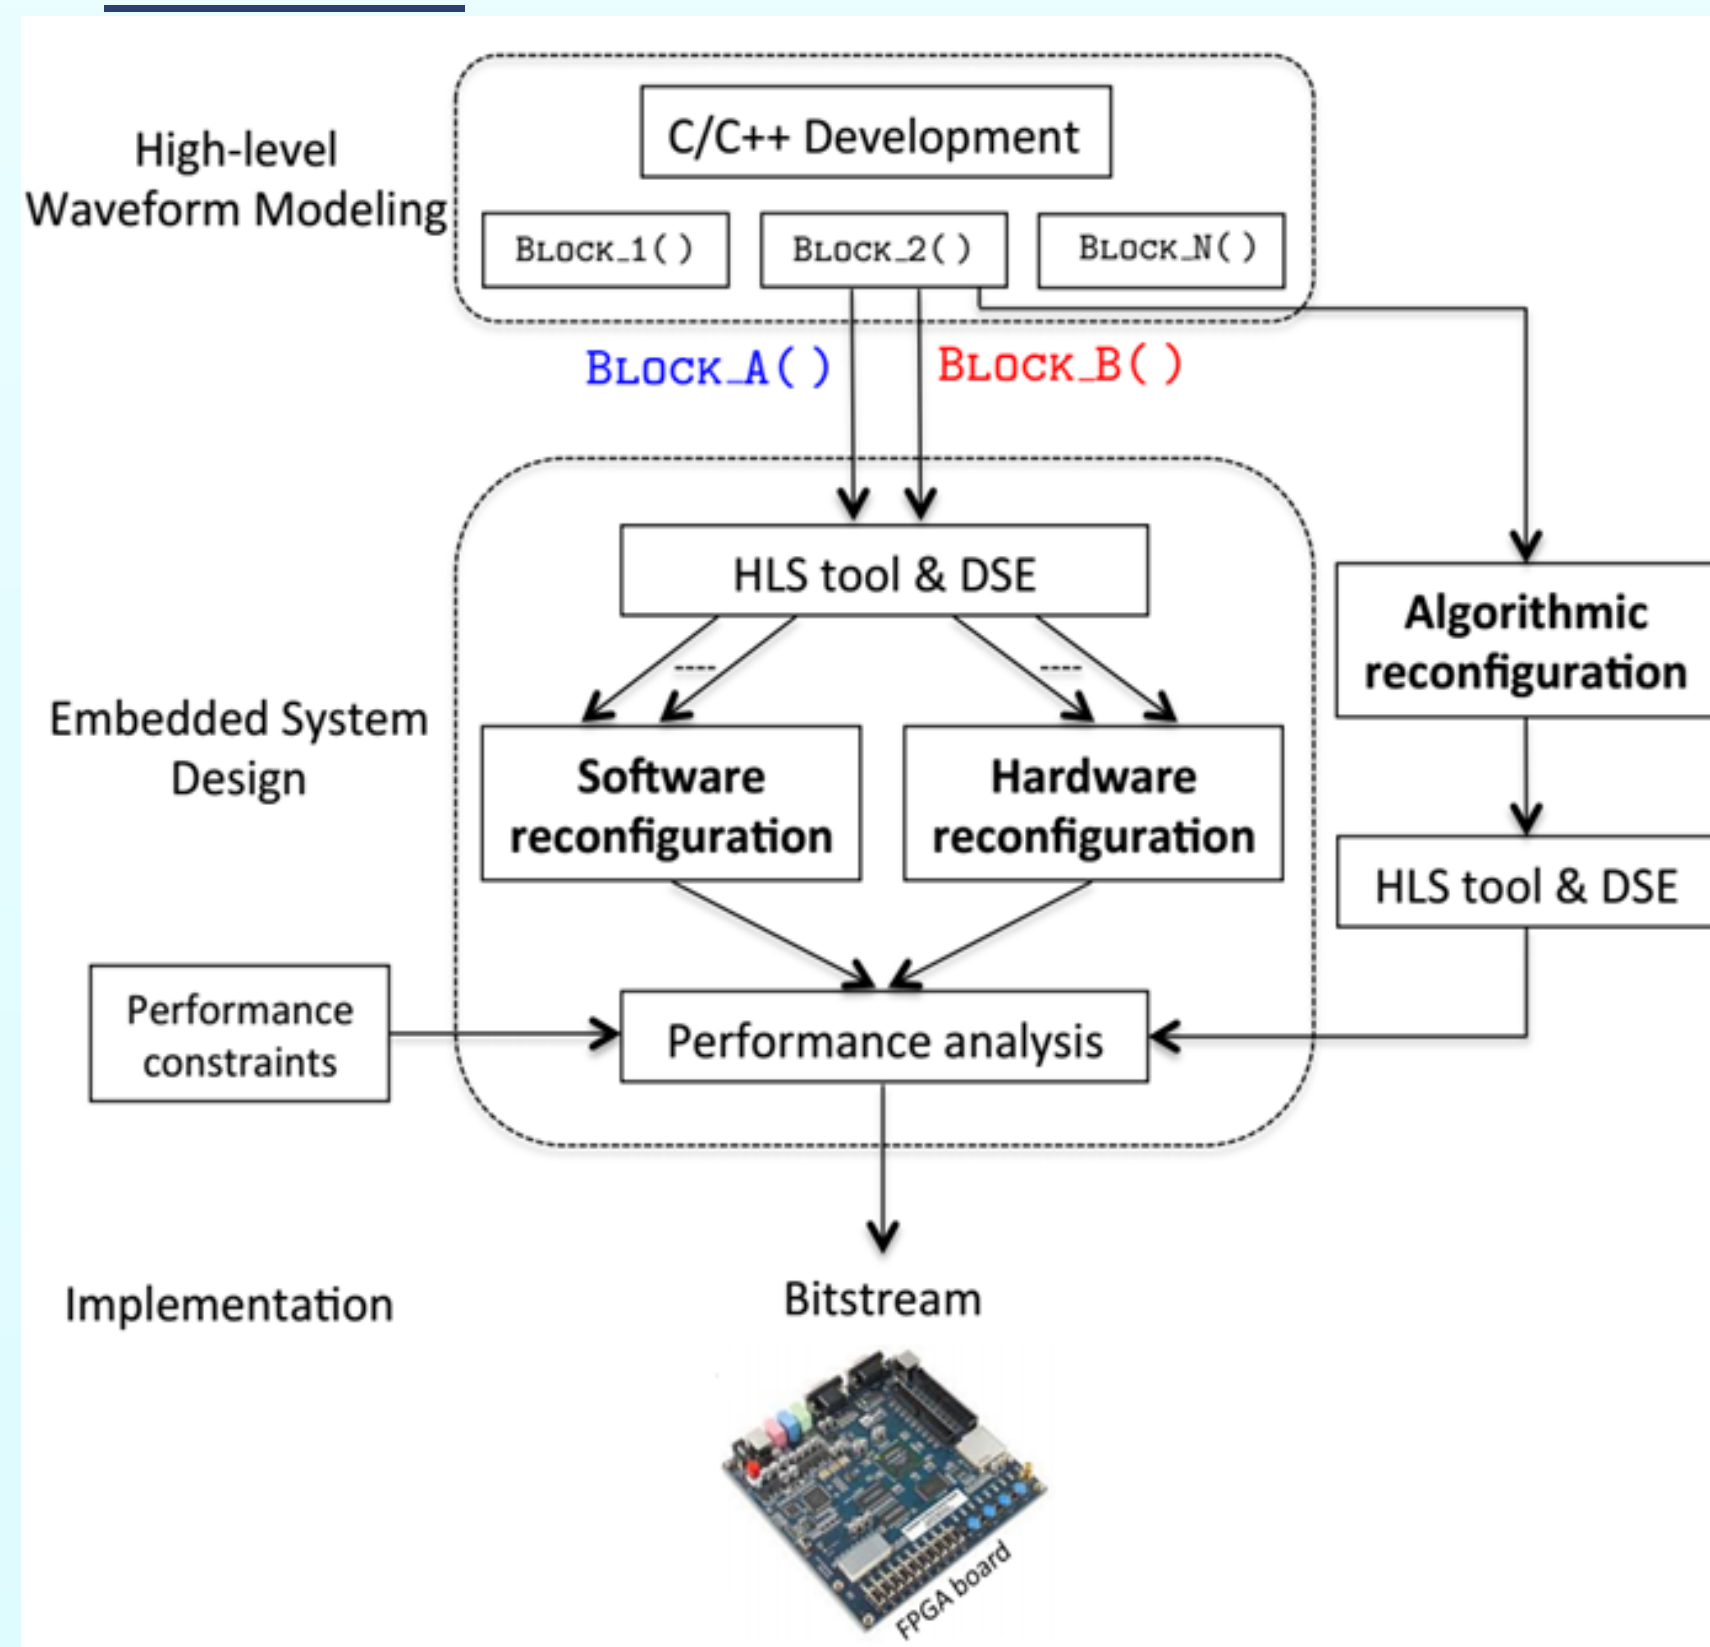 High-level
Waveform Modeling
C/C++ Development
BLOCK_1()
BLOCK_2()
BLOCK_N()
BLOCK_A()
BLOCK_B()
HLS tool & DSE
Algorithmic
reconfiguration
Embedded System
Design
Software
reconfiguration
Hardware
reconfiguration
HLS tool & DSE
Performance
constraints
Performance analysis
Implementation
Bitstream
FPGA board